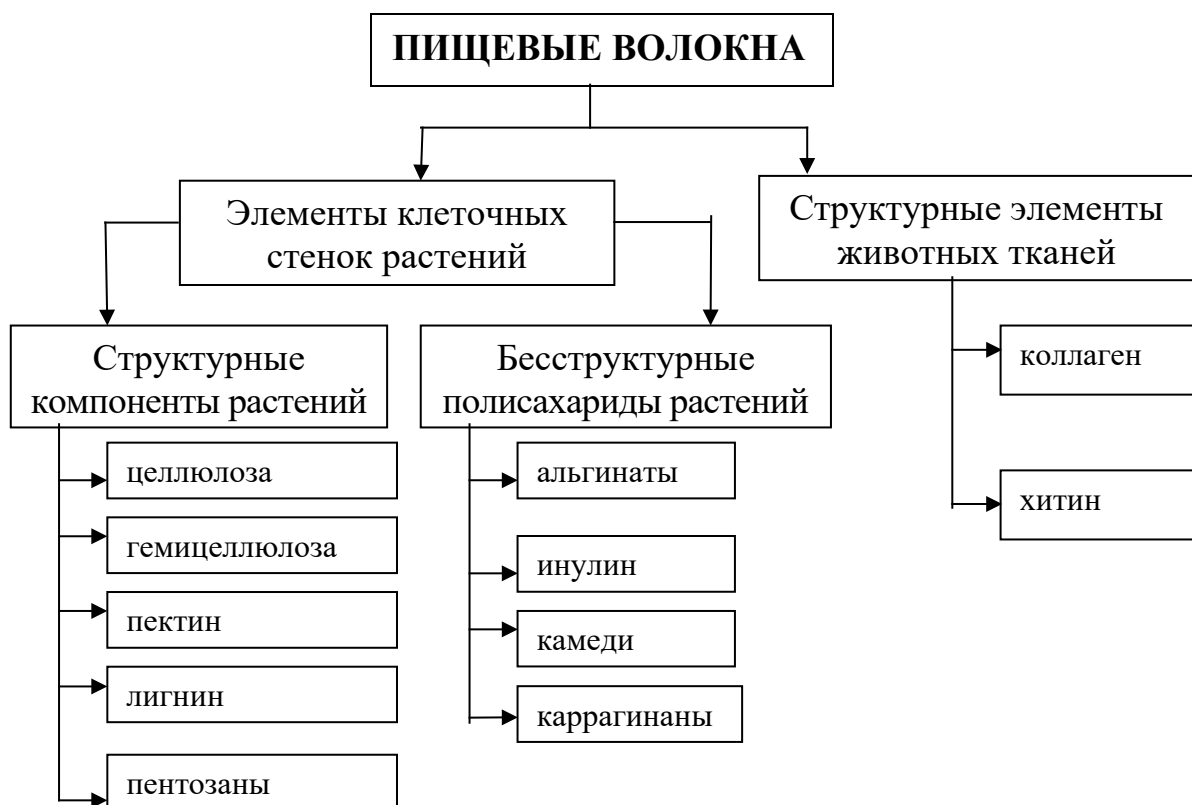 ПИЩЕВЫЕ ВОЛОКНА
Элементы клеточных
стенок растений
Структурные элементы
животных тканей
Структурные
компоненты растений
Бесструктурные
полисахариды растений
коллаген
хитин
целлюлоза
гемицеллюлоза
пектин
лигнин
пентозаны
альгинаты
инулин
камеди
каррагинаны